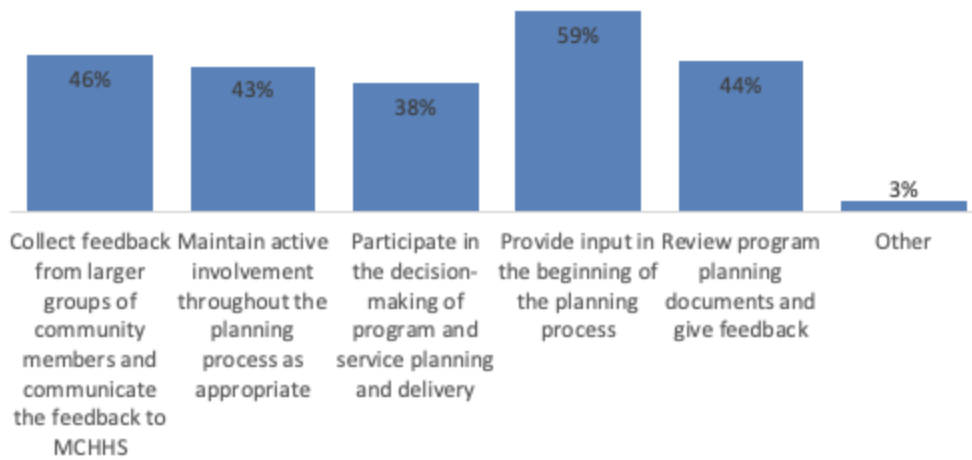 46%
43%
38%
59%
44%
3%
Collect feedback
from larger
groups of
community
members and
communicate
the feedback to
MCHHS
Maintain active
involvement
throughout the
planning
process as
appropriate
Participate in
the decision-
making of
program and
service planning
and delivery
Provide input in
the beginning of
the planning
process
Review program
planning
documents and
give feedback
Other